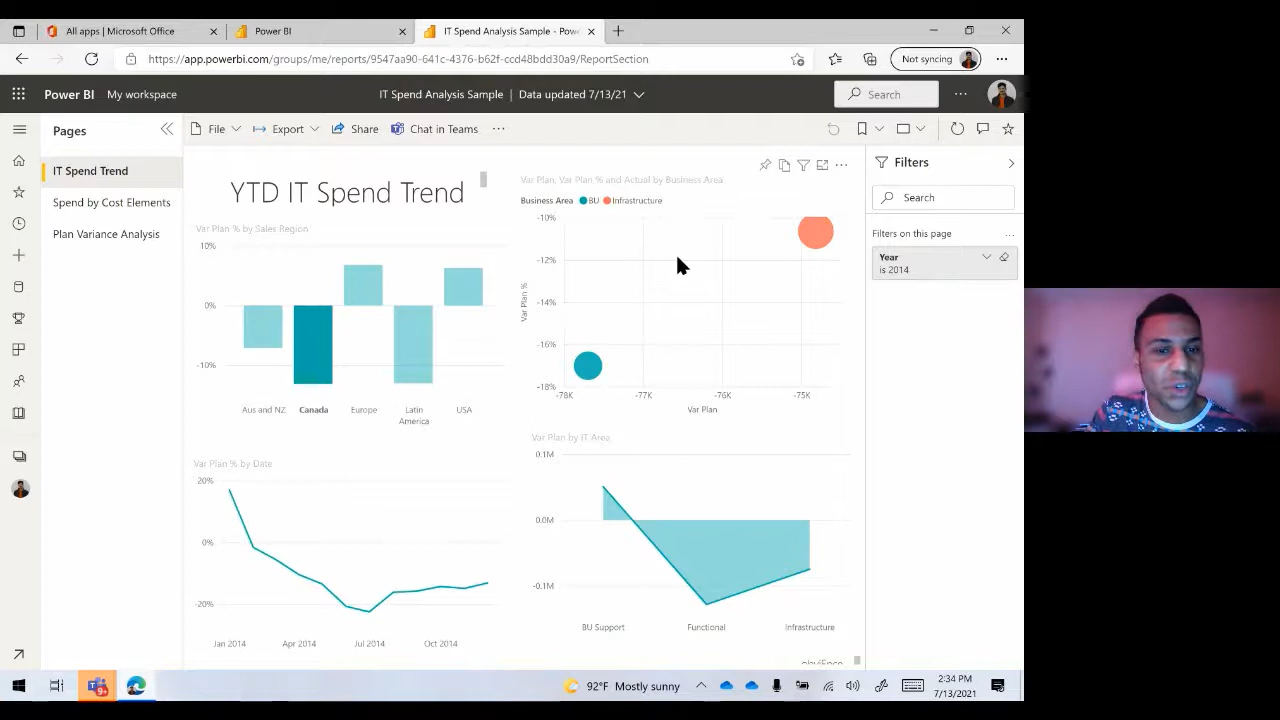 All apps | Microsoft Office
Power BI
IT Spend Analysis Sample - Pow
https://app.powerbi.com/groups/me/reports/9547aa90-641c-4376-b62f-ccd48bdd30a9/ReportSection
Not syncing
Power BI
My workspace
IT Spend Analysis Sample | Data updated 7/13/21
Search
Pages
File
Export
Share
Chat in Teams
IT Spend Trend
Spend by Cost Elements
Plan Variance Analysis
YTD IT Spend Trend
Var Plan % by Sales Region
10%
0%
-10%
Aus and NZ
Canada
Europe
Latin America
USA
Var Plan, Var Plan % and Actual by Business Area
Business Area
BU
Infrastructure
Var Plan %
-10%
-12%
-14%
-16%
-18%
-78K
-77K
-76K
-75K
Var Plan
Var Plan % by Date
20%
0%
-20%
Jan 2014
Apr 2014
Jul 2014
Oct 2014
Var Plan by IT Area
0.1M
0.0M
-0.1M
BU Support
Functional
Infrastructure
Filters
Search
Filters on this page
Year
is 2014
9+
92°F Mostly sunny
2:34 PM
7/13/2021